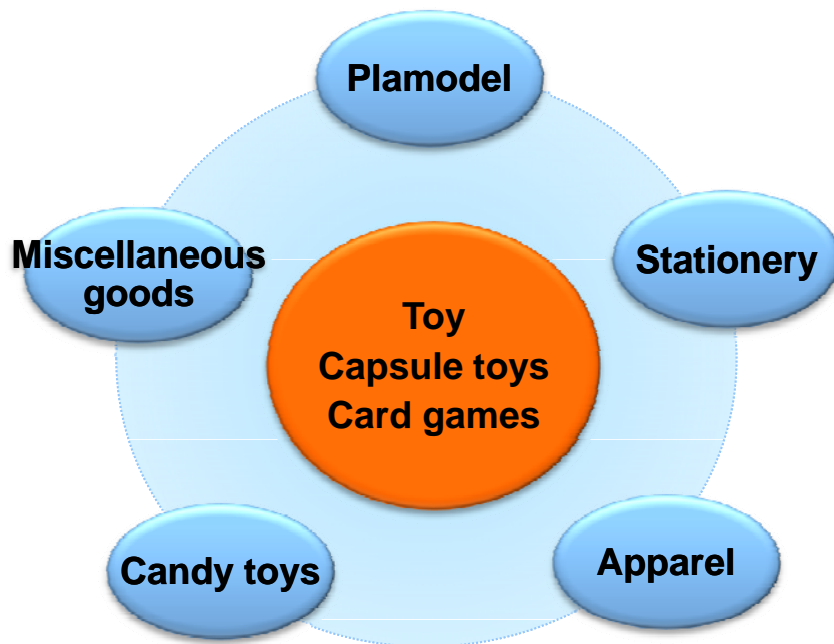 Plamodel
Miscellaneous
goods
Stationery
Toy
Capsule toys
Card games
Candy toys
Apparel